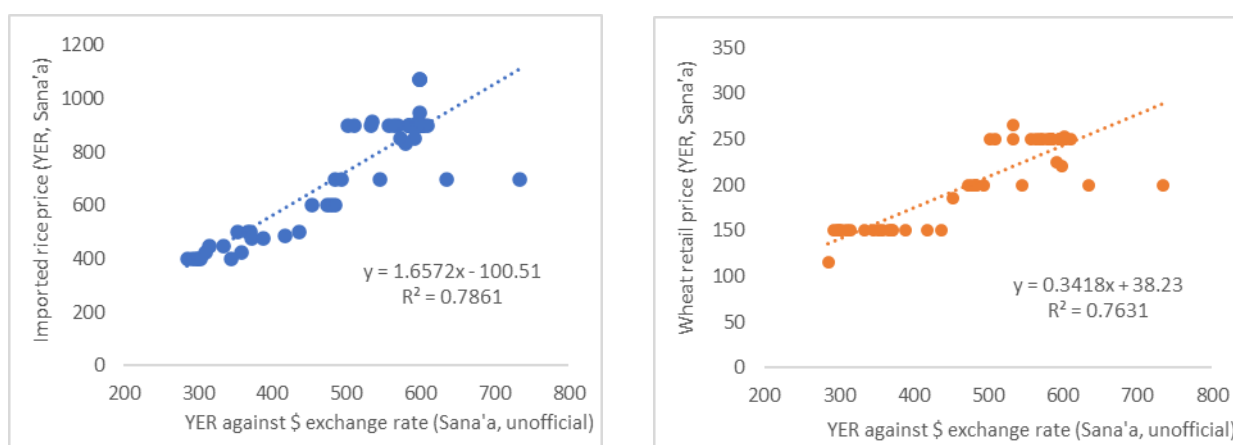 Imported rice price (YER, Sana'a)
1200
1000
800
600
400
200
0
y = 1.6572x - 100.51
R² = 0.7861
200 300 400 500 600 700 800
YER against $ exchange rate (Sana'a, unofficial)
Wheat retail price (YER, Sana'a)
350
300
250
200
150
100
50
0
y = 0.3418x + 38.23
R² = 0.7631
200 300 400 500 600 700 800
YER against $ exchange rate (Sana'a, unofficial)